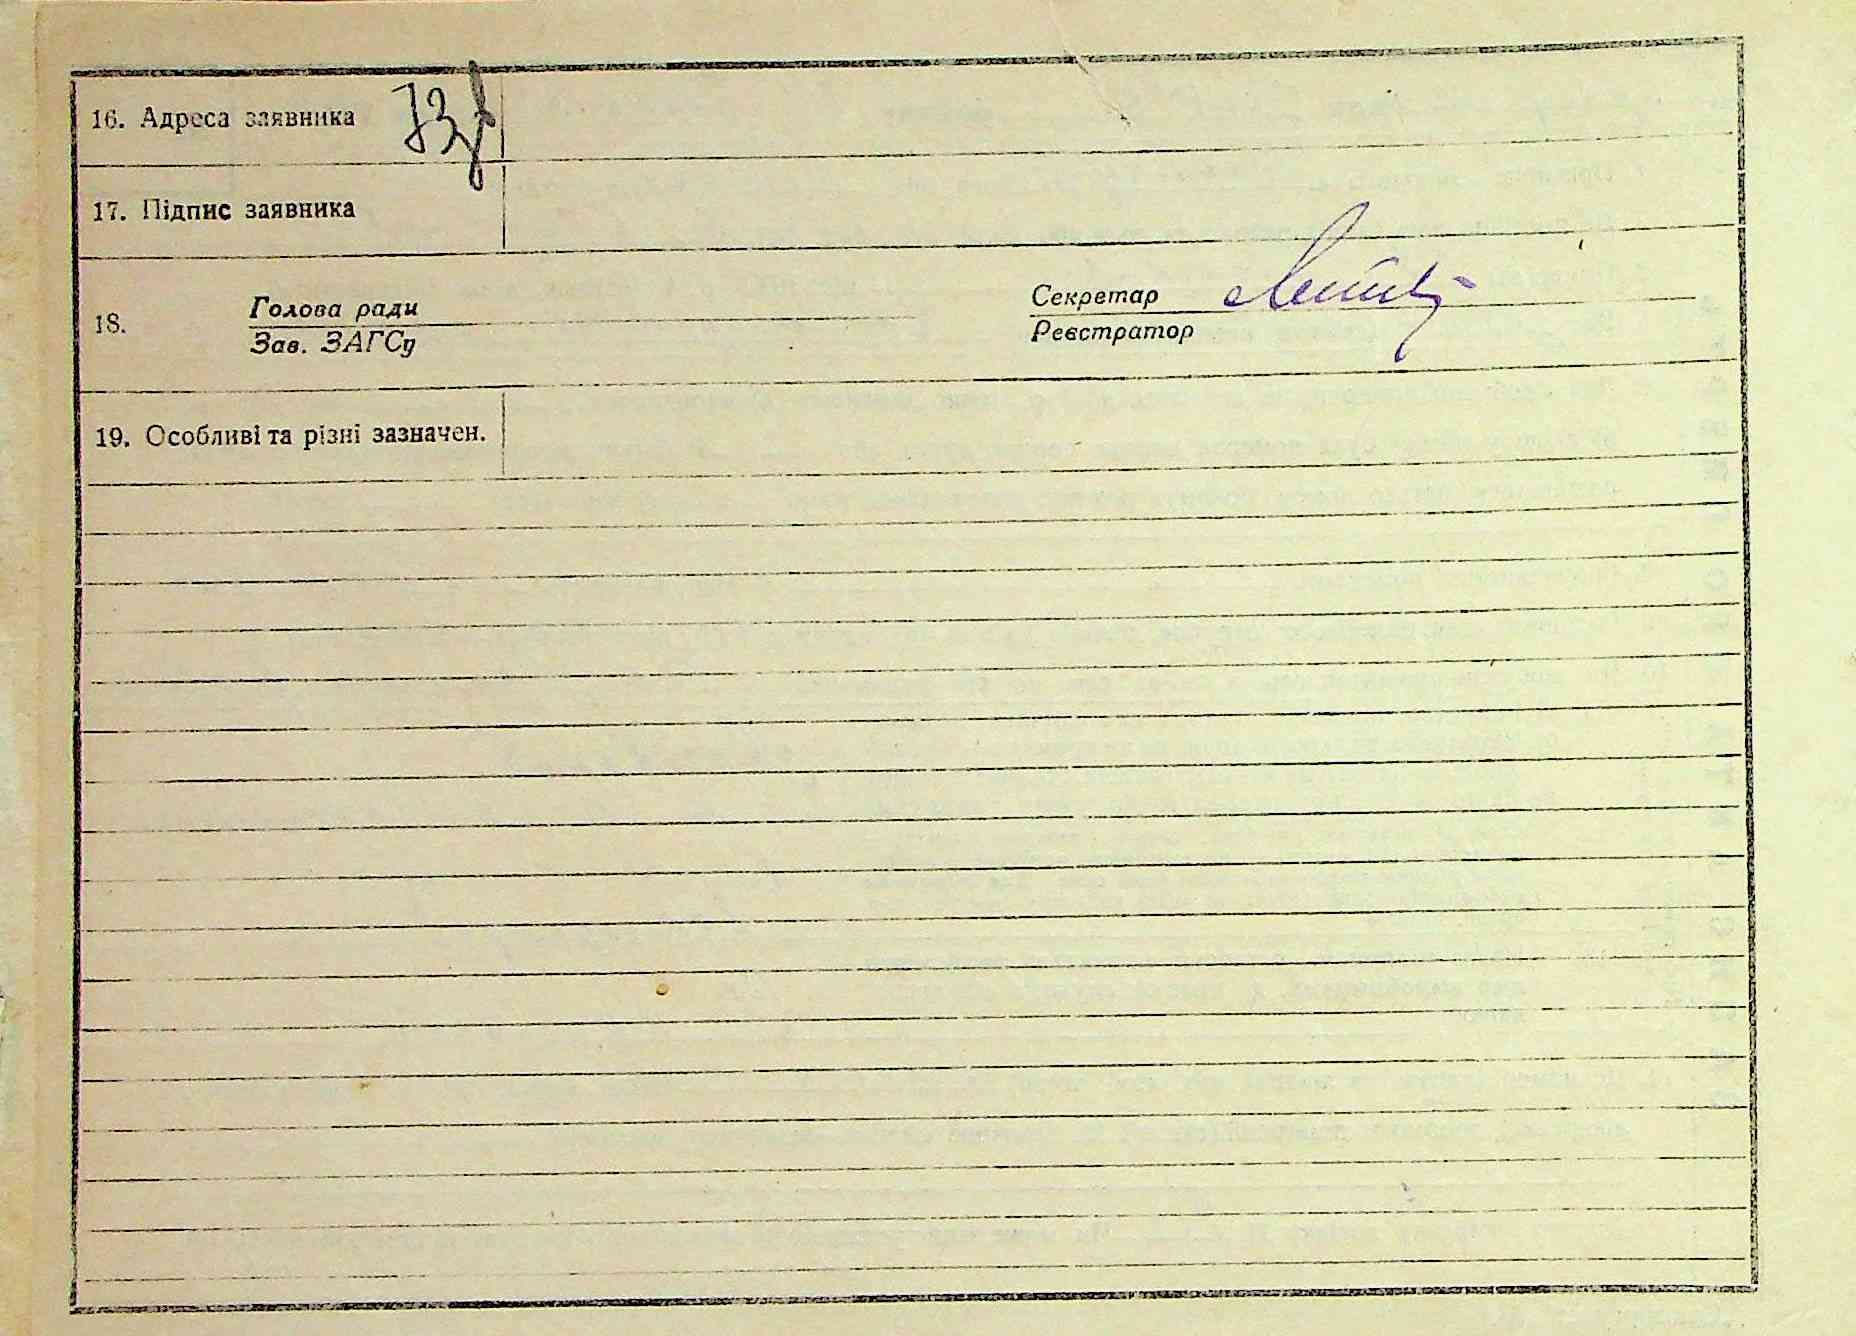 16. Адреса заявника
17. Підпис заявника
18.
Голова ради
Зав. ЗАГСу
Секретар
Реєстратор
19. Особливі та різні зазначен.